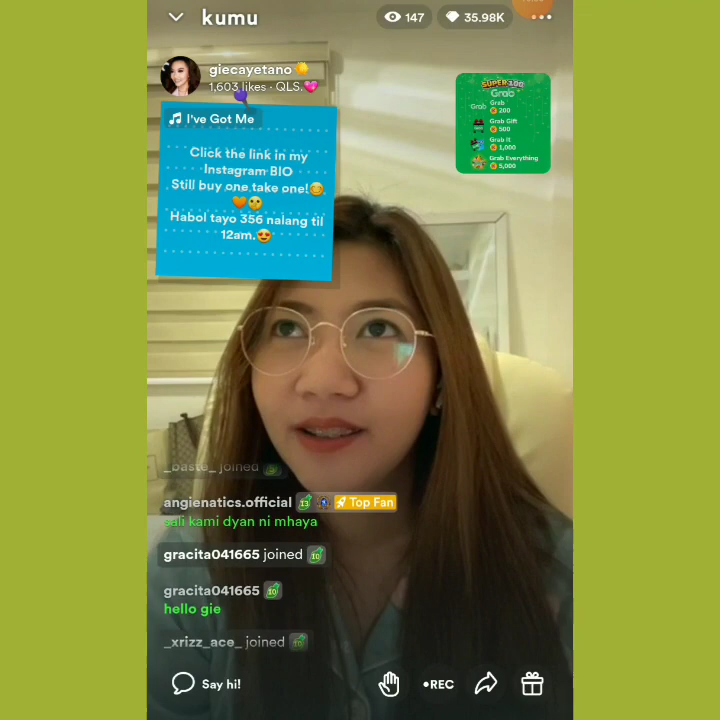 kumu
147
35.98K
giecayetano
1,603 likes · QLS.
I've Got Me
Click the link in my
Instagram BIO
Still buy one take one!
Habol tayo 356 nalang til
12am.
SUPER 100
Grab
Grab
Grab
200
Grab Gift
500
Grab It
1,000
Grab Everything
5,000
_baste_ joined
angienatics.official 13 Top Fan
sali kami dyan ni mhaya
gracita041665 joined 10
gracita041665 10
hello gie
_xrizz_ace_ joined 10
Say hi!
•REC